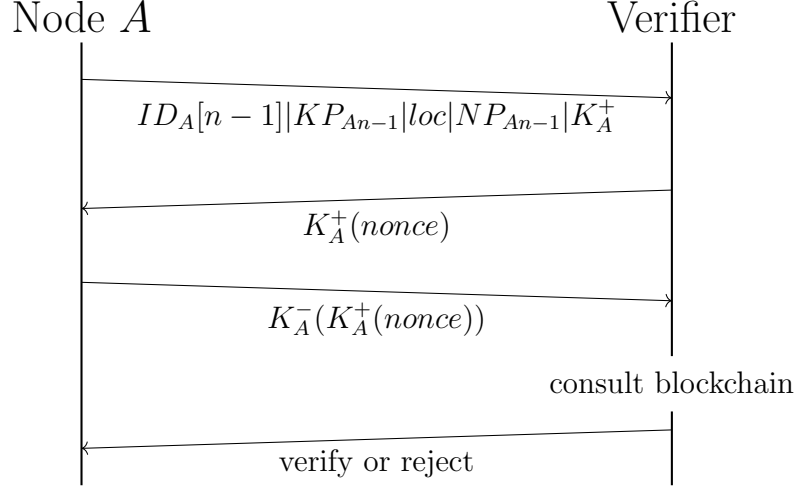 Node A Verifier
ID_A[n − 1]|KP_{An−1}|loc|NP_{An−1}|K_A^+
K_A^+(nonce)
K_A^−(K_A^+(nonce))
consult blockchain
verify or reject